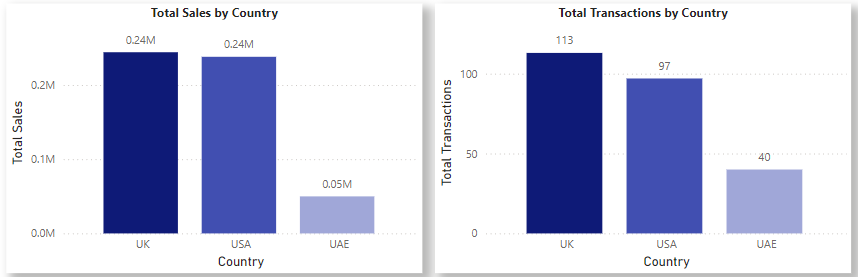 Total Sales by Country
0.24M
0.24M
0.2M
0.1M
0.05M
0.0M
Total Sales
UK
USA
UAE
Country
Total Transactions by Country
113
97
100
50
40
0
Total Transactions
UK
USA
UAE
Country